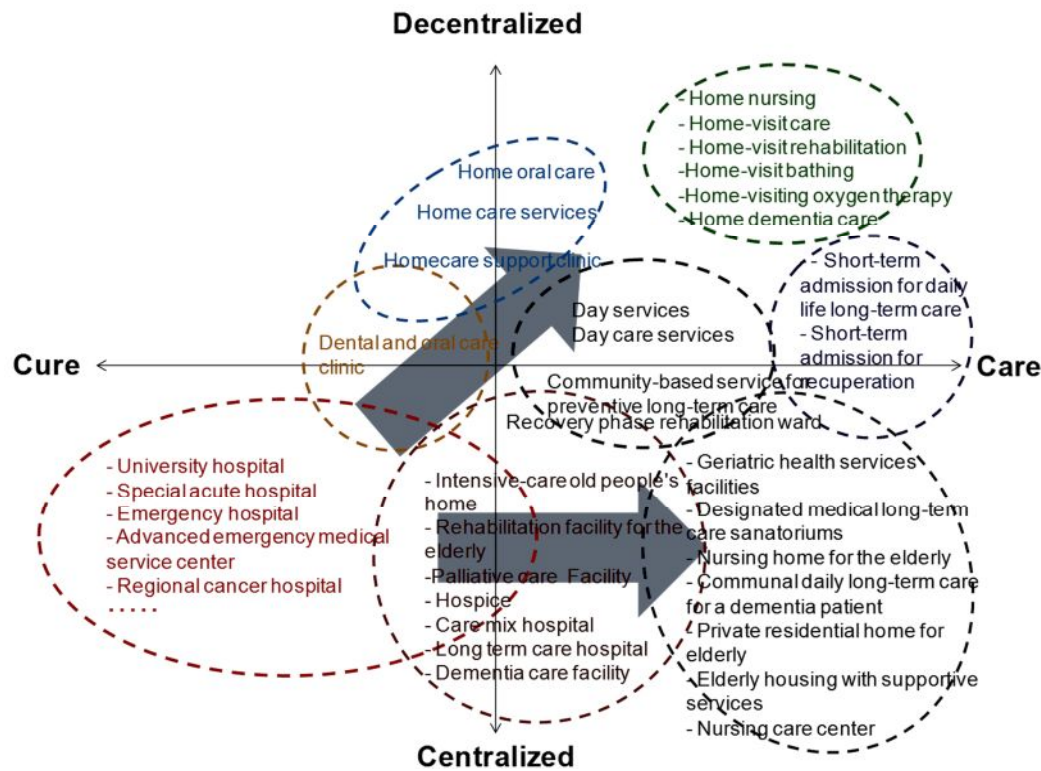 Decentralized
- Home nursing
- Home-visit care
- Home-visit rehabilitation
-Home-visit bathing
-Home-visiting oxygen therapy
- Home dementia care
Home oral care
Home care services
Homecare support clinic
- Short-term
admission for daily
life long-term care
- Short-term
admission for
recuperation
Day services
Day care services
Dental and oral care
clinic
Cure
Care
Community-based service for
preventive long-term care
Recovery phase rehabilitation ward
- University hospital
- Special acute hospital
- Emergency hospital
- Advanced emergency medical
service center
- Regional cancer hospital
.....
- Intensive-care old people's
home
- Rehabilitation facility for the
elderly
-Palliative care Facility
- Hospice
- Care mix hospital
- Long term care hospital
- Dementia care facility
- Geriatric health services
facilities
- Designated medical long-term
care sanatoriums
- Nursing home for the elderly
- Communal daily long-term care
for a dementia patient
- Private residential home for
elderly
- Elderly housing with supportive
services
- Nursing care center
Centralized